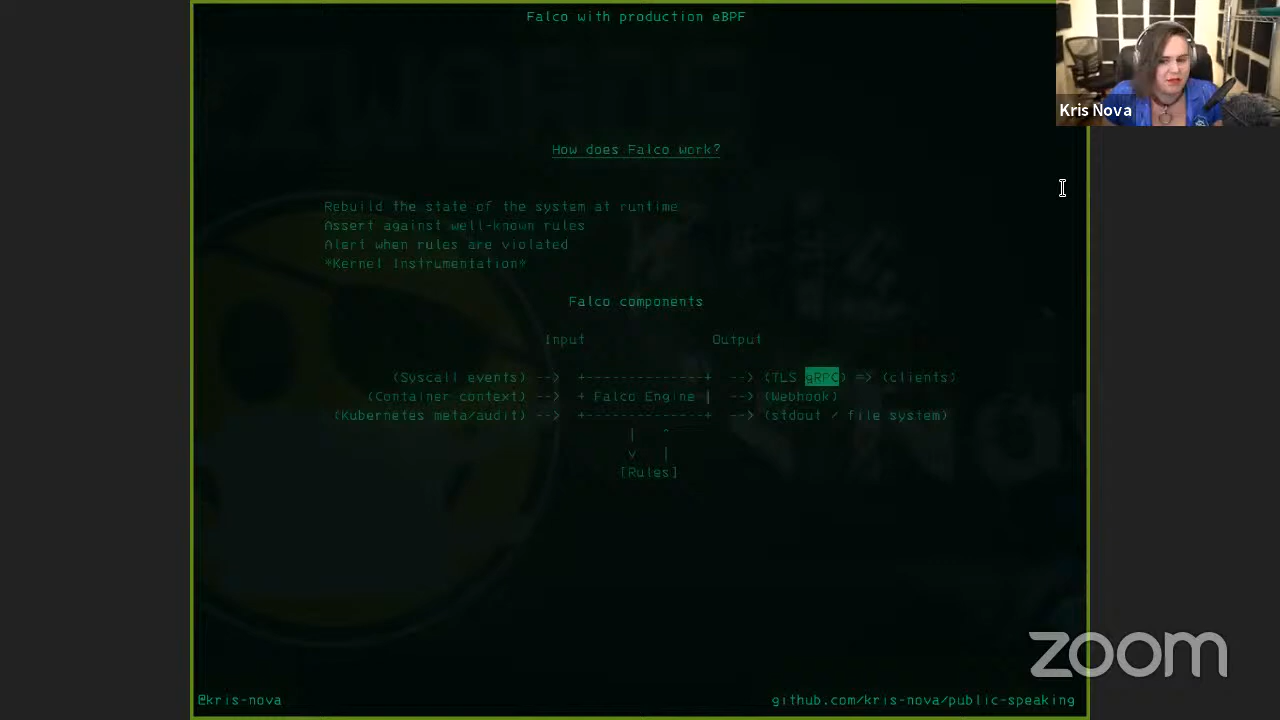 Falco with production eBPF
Kris Nova
How does Falco work?
Rebuild the state of the system at runtime
Assert against well-known rules
Alert when rules are violated
*Kernel Instrumentation*
Falco components
Input Output
(Syscall events) --> +--------------+ --> (TLS gRPC) => (clients)
(Container context) --> + Falco Engine | --> (Webhook)
(Kubernetes meta/audit) --> +--------------+ --> (stdout / file system)
| ^
v |
[Rules]
zoom
@kris-nova github.com/kris-nova/public-speaking